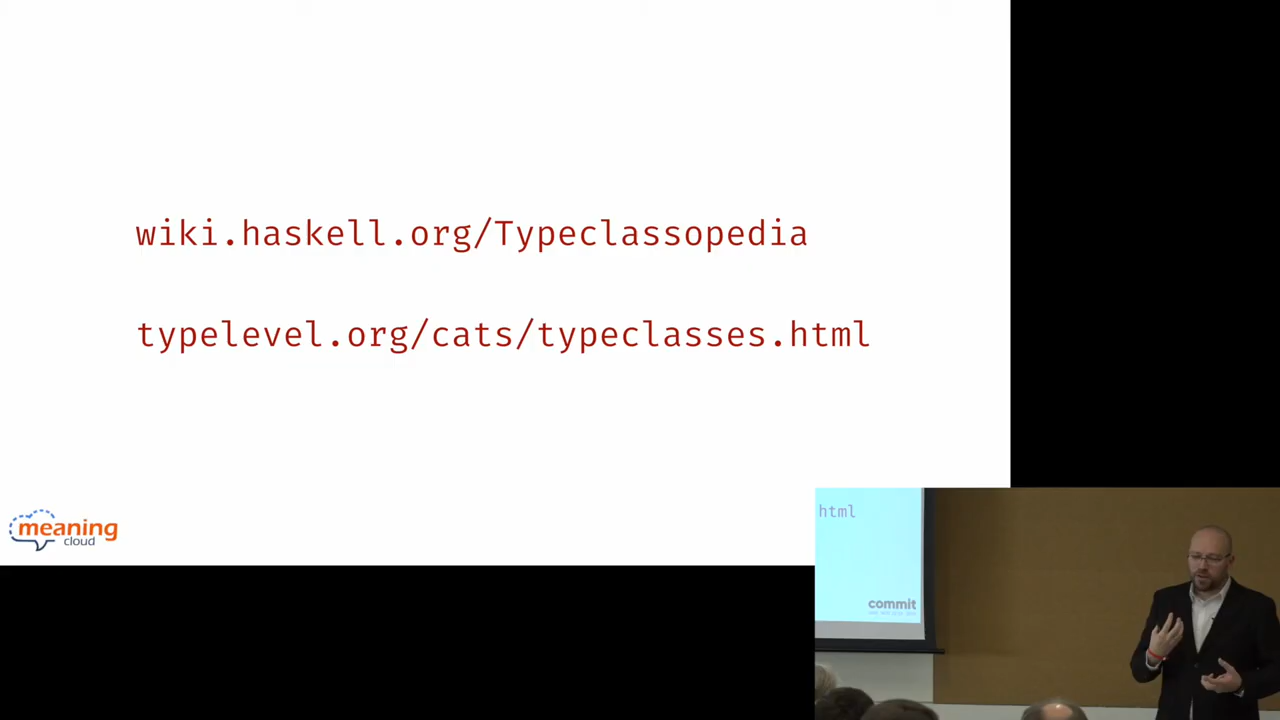 wiki.haskell.org/Typeclassopedia
typelevel.org/cats/typeclasses.html
meaning
cloud
html
commit